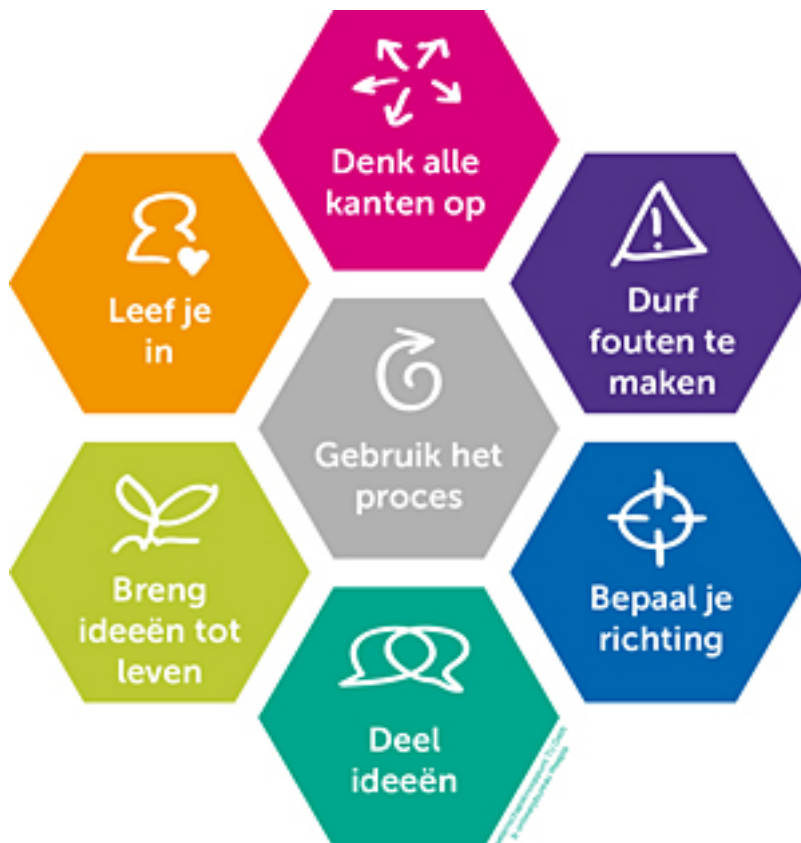 Denk alle
kanten op
Leef je
in
Durf
fouten te
maken
Gebruik het
proces
Breng
ideeën tot
leven
Bepaal je
richting
Deel
ideeën